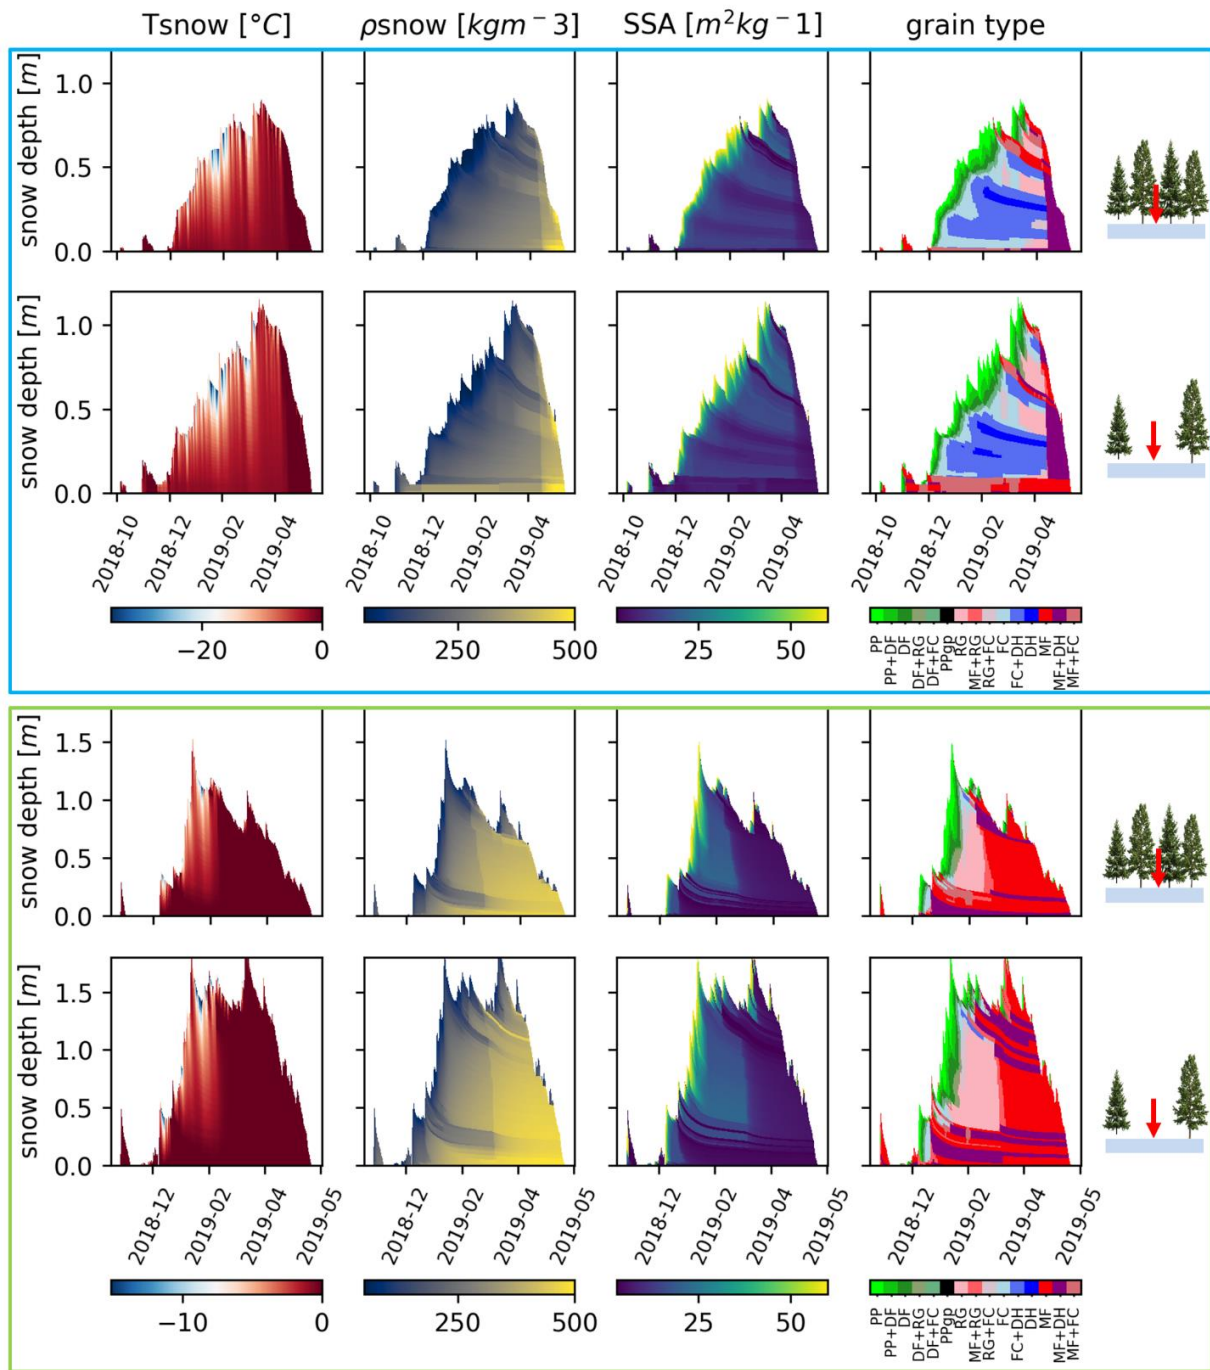 Tsnow [°C] ρsnow [kgm − 3] SSA [m²kg − 1] grain type
snow depth [m]
1.0
0.5
0.0
snow depth [m]
1.0
0.5
0.0
2018-10 2018-12 2019-02 2019-04 2018-10 2018-12 2019-02 2019-04 2018-10 2018-12 2019-02 2019-04 2018-10 2018-12 2019-02 2019-04
−20 0 250 500 25 50
PP PP+DF DF DF+RG DF+FC PPgp RG MF+RG RG+FC FC FC+DH DH MF MF+DH MF+FC
snow depth [m]
1.5
1.0
0.5
0.0
snow depth [m]
1.5
1.0
0.5
0.0
2018-12 2019-02 2019-04 2019-05 2018-12 2019-02 2019-04 2019-05 2018-12 2019-02 2019-04 2019-05 2018-12 2019-02 2019-04 2019-05
−10 0 250 500 25 50
PP PP+DF DF DF+RG DF+FC PPgp RG MF+RG RG+FC FC FC+DH DH MF MF+DH MF+FC